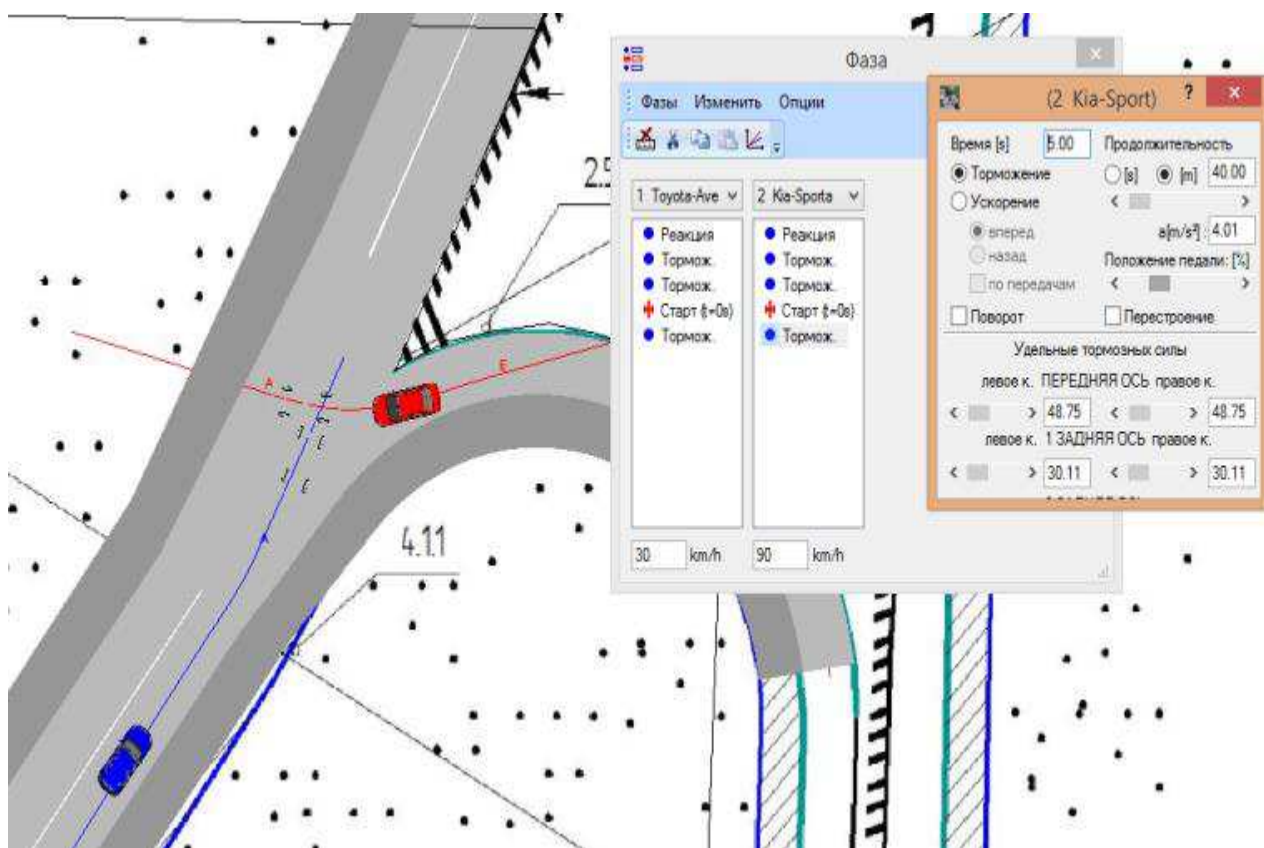 Фаза
Фазы Изменить Опции
1 Toyota-Ave
2 Kia-Sporta
Реакция
Тормож.
Тормож.
Старт (t=0s)
Тормож.
Реакция
Тормож.
Тормож.
Старт (t=0s)
Тормож.
30 km/h
90 km/h
(2 Kia-Sport) ?
Время [s] 5.00 Продолжительность
Торможение [s] [m] 40.00
Ускорение
вперед a[m/s²] 4.01
назад Положение педали: [%]
по передачам
Поворот Перестроение
Удельные тормозных силы
левое к. ПЕРЕДНЯЯ ОСЬ правое к.
48.75 48.75
левое к. 1 ЗАДНЯЯ ОСЬ правое к.
30.11 30.11
A
E
A
4.1.1